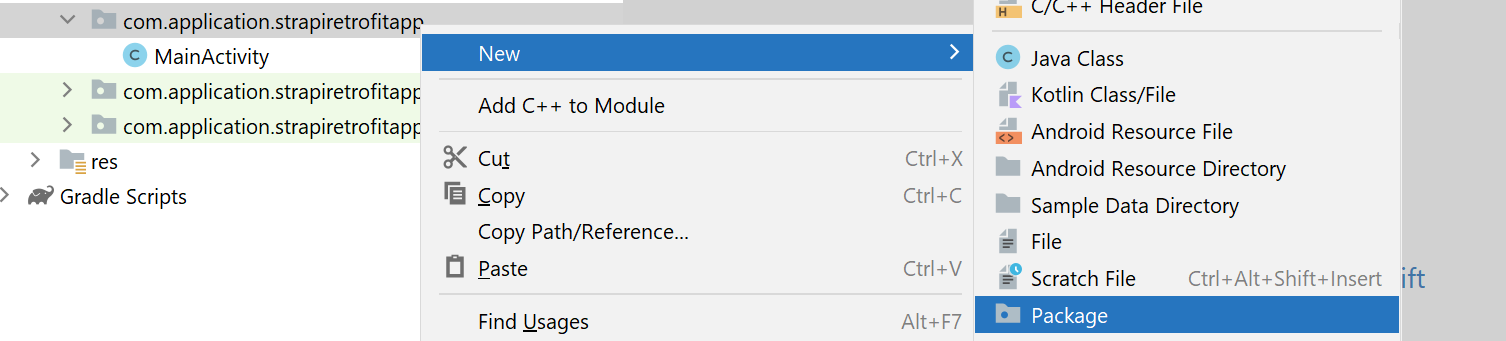 com.application.strapiretrofitapp
MainActivity
com.application.strapiretrofitapp
com.application.strapiretrofitapp
res
Gradle Scripts
New
Add C++ to Module
Cut Ctrl+X
Copy Ctrl+C
Copy Path/Reference...
Paste Ctrl+V
Find Usages Alt+F7
C/C++ Header File
Java Class
Kotlin Class/File
Android Resource File
Android Resource Directory
Sample Data Directory
File
Scratch File Ctrl+Alt+Shift+Insert
Package
ift